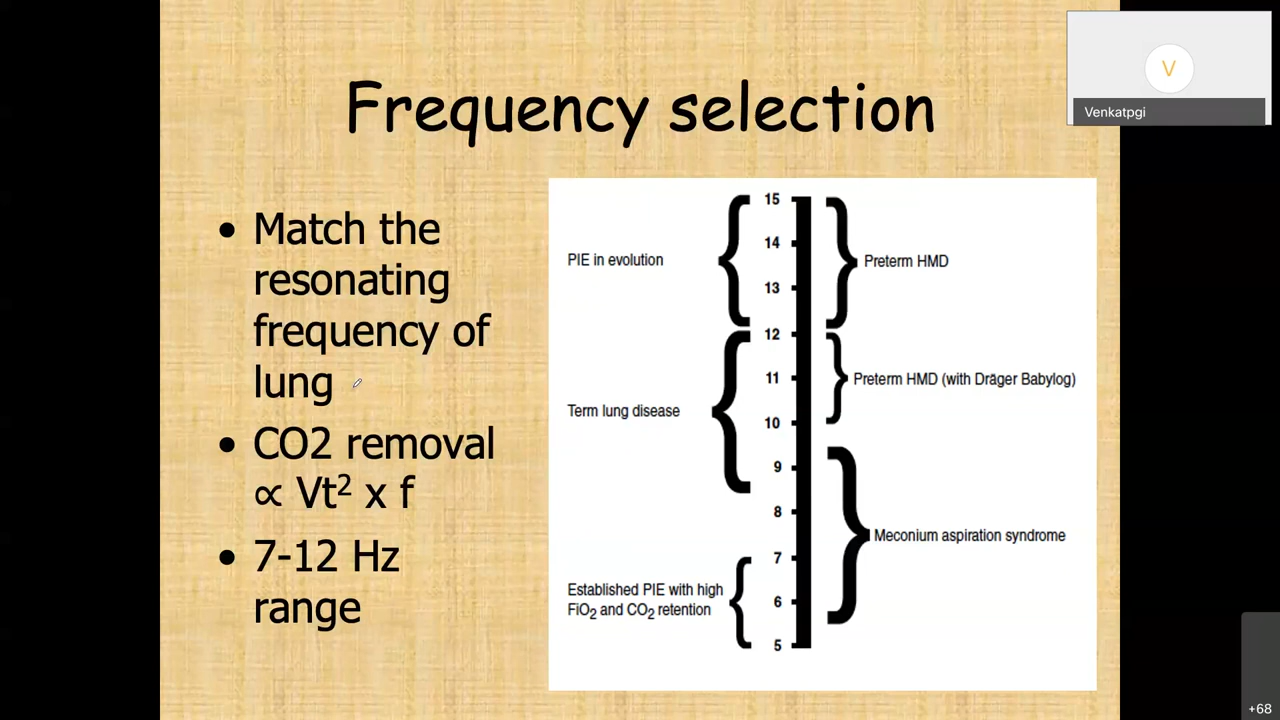 Frequency selection
V
Venkatpgi
• Match the
resonating
frequency of
lung
• CO2 removal
∝ Vt² x f
• 7-12 Hz
range
15
14
13
12
11
10
9
8
7
6
5
PIE in evolution
Term lung disease
Established PIE with high
FiO₂ and CO₂ retention
Preterm HMD
Preterm HMD (with Dräger Babylog)
Meconium aspiration syndrome
+68